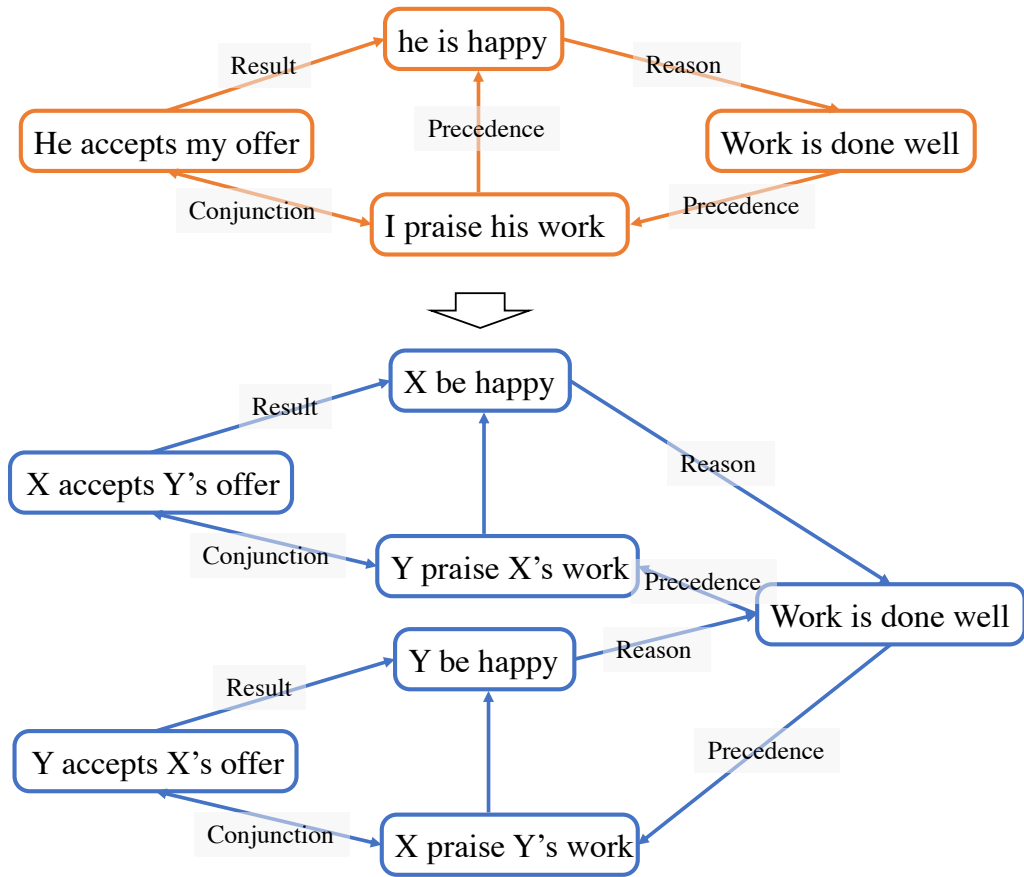 he is happy
Result
Reason
Precedence
He accepts my offer
Work is done well
Conjunction
Precedence
I praise his work
X be happy
Result
Reason
X accepts Y's offer
Conjunction
Y praise X's work
Precedence
Work is done well
Y be happy
Reason
Result
Y accepts X's offer
Precedence
Conjunction
X praise Y's work